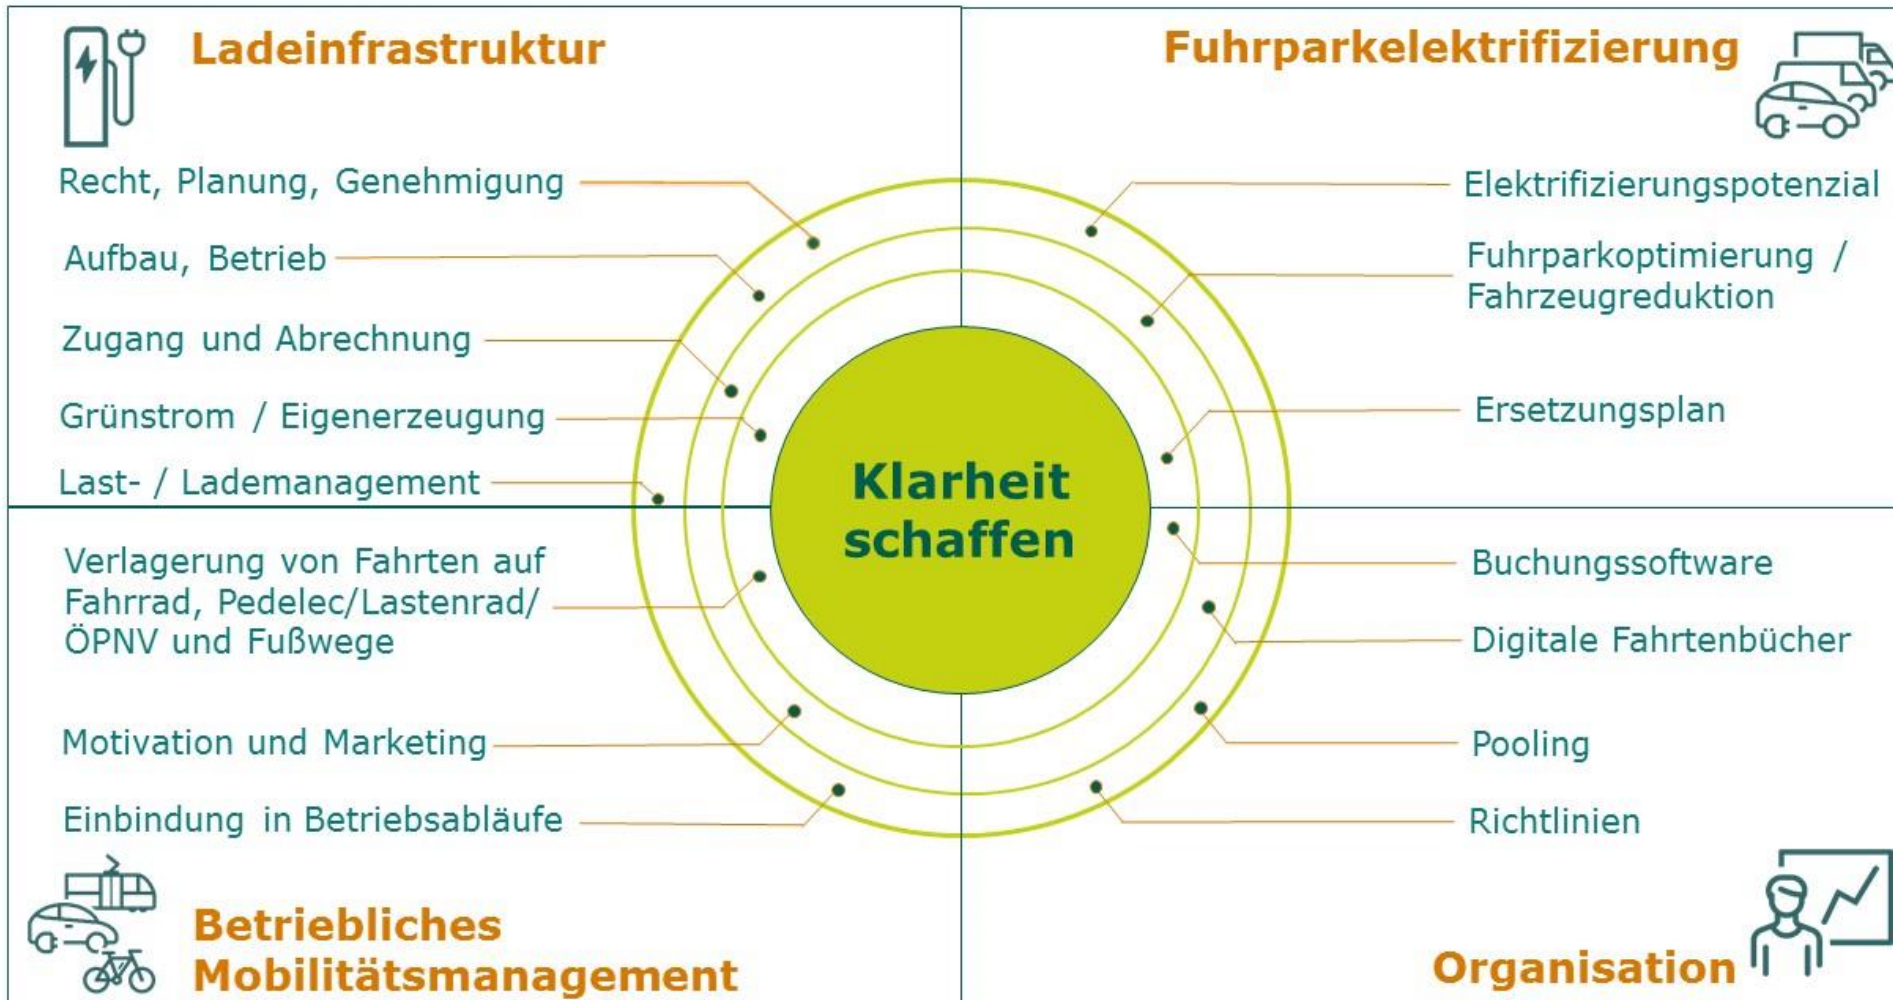 Ladeinfrastruktur
Recht, Planung, Genehmigung
Aufbau, Betrieb
Zugang und Abrechnung
Grünstrom / Eigenerzeugung
Last- / Lademanagement
Fuhrparkelektrifizierung
Elektrifizierungspotenzial
Fuhrparkoptimierung /
Fahrzeugreduktion
Ersetzungsplan
Klarheit
schaffen
Verlagerung von Fahrten auf
Fahrrad, Pedelec/Lastenrad/
ÖPNV und Fußwege
Motivation und Marketing
Einbindung in Betriebsabläufe
Betriebliches
Mobilitätsmanagement
Buchungssoftware
Digitale Fahrtenbücher
Pooling
Richtlinien
Organisation